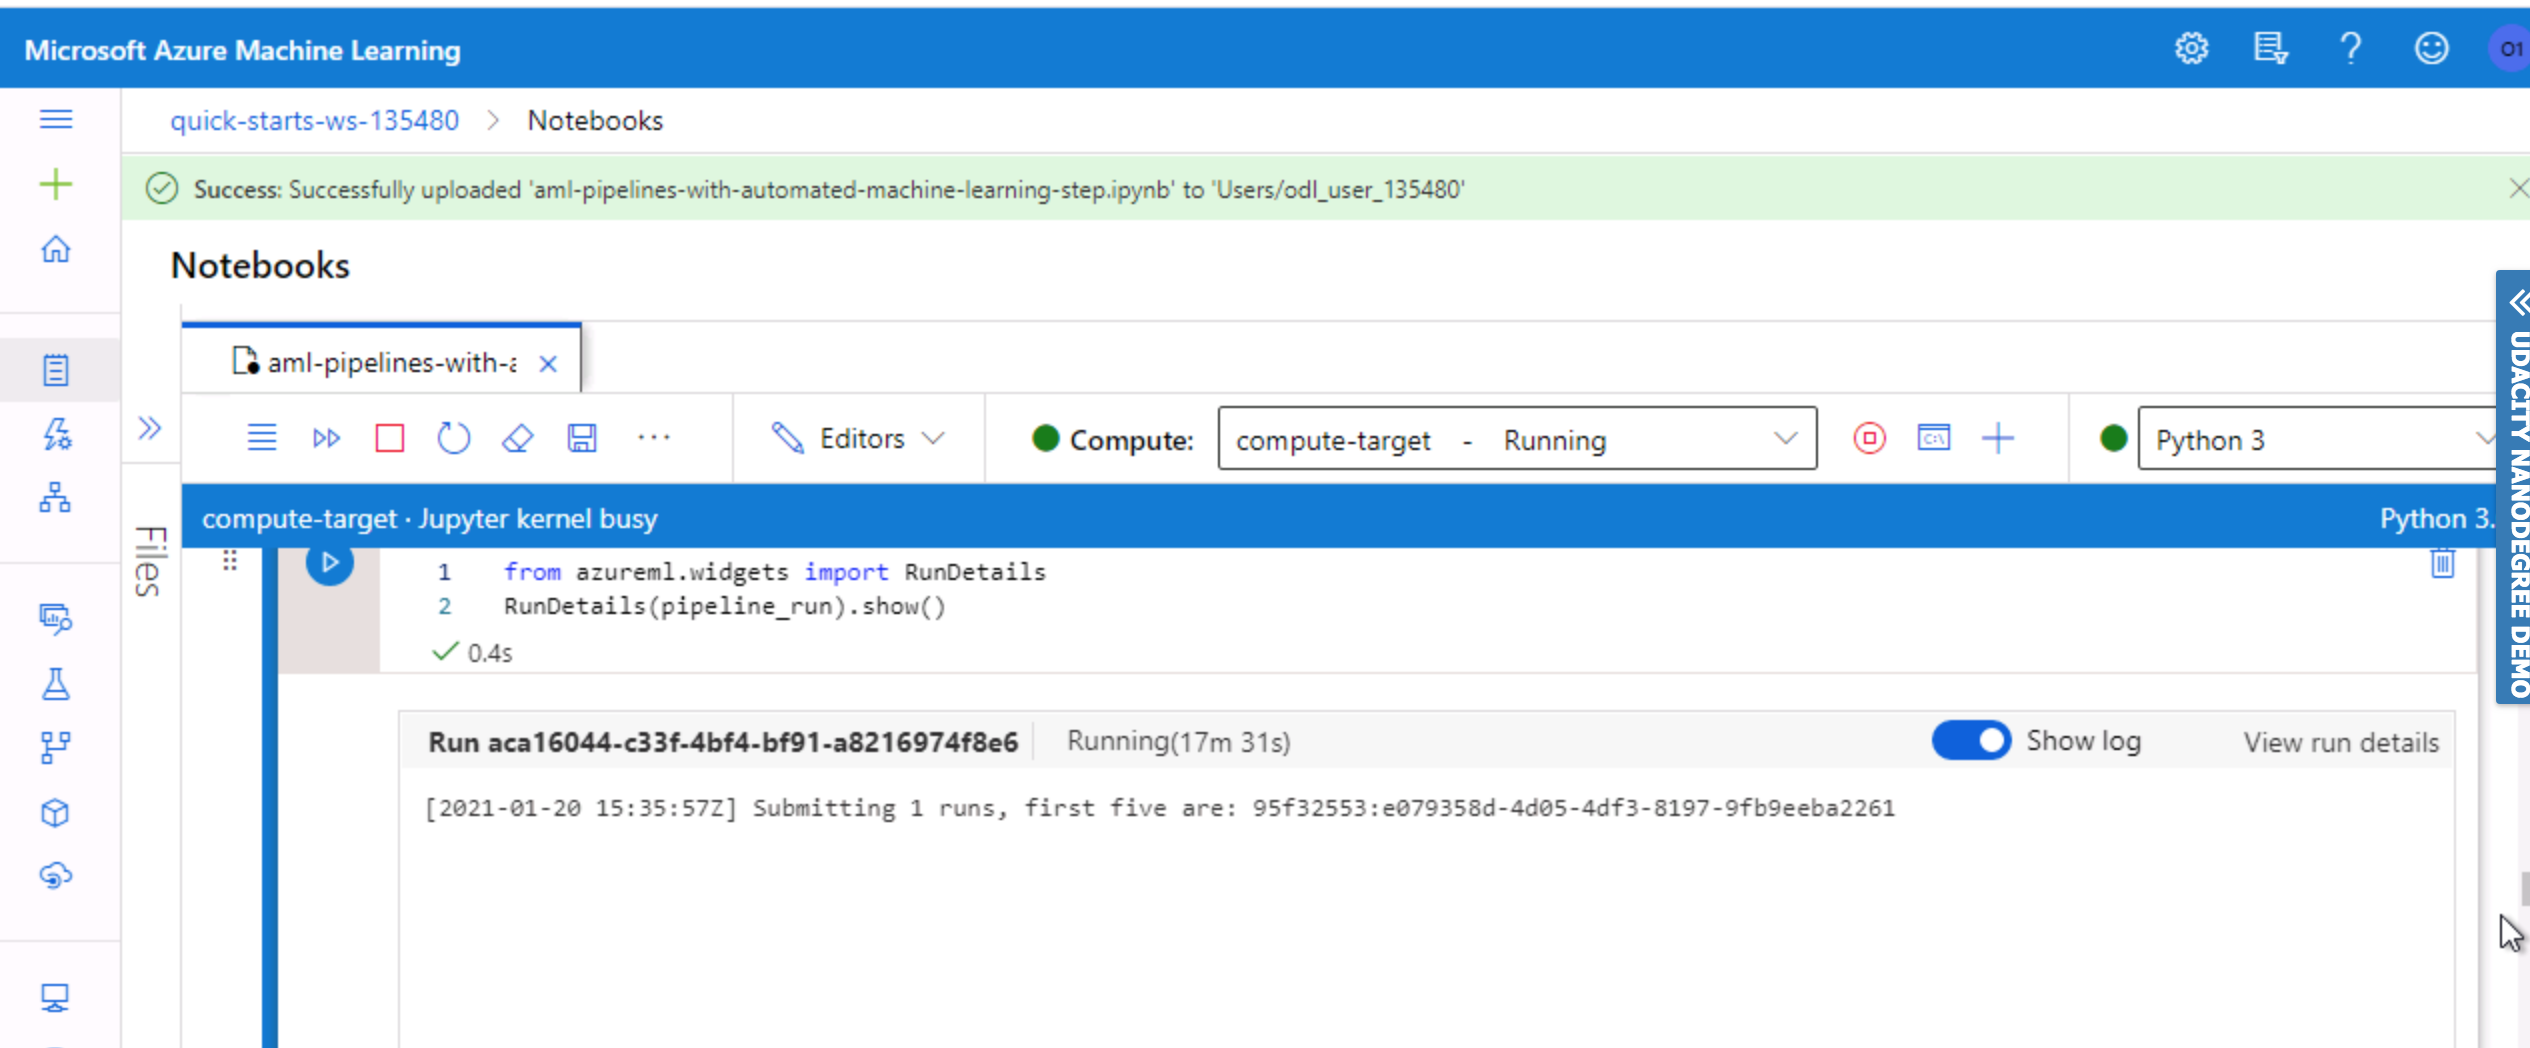 Microsoft Azure Machine Learning
?
O1
quick-starts-ws-135480 > Notebooks
Success: Successfully uploaded 'aml-pipelines-with-automated-machine-learning-step.ipynb' to 'Users/odl_user_135480'
Notebooks
aml-pipelines-with-a
Editors
Compute:
compute-target - Running
Python 3
compute-target · Jupyter kernel busy
Python 3.
Files
1 from azureml.widgets import RunDetails
2 RunDetails(pipeline_run).show()
0.4s
Run aca16044-c33f-4bf4-bf91-a8216974f8e6
Running(17m 31s)
Show log
View run details
[2021-01-20 15:35:57Z] Submitting 1 runs, first five are: 95f32553:e079358d-4d05-4df3-8197-9fb9eeba2261
UDACITY NANODEGREE DEMO